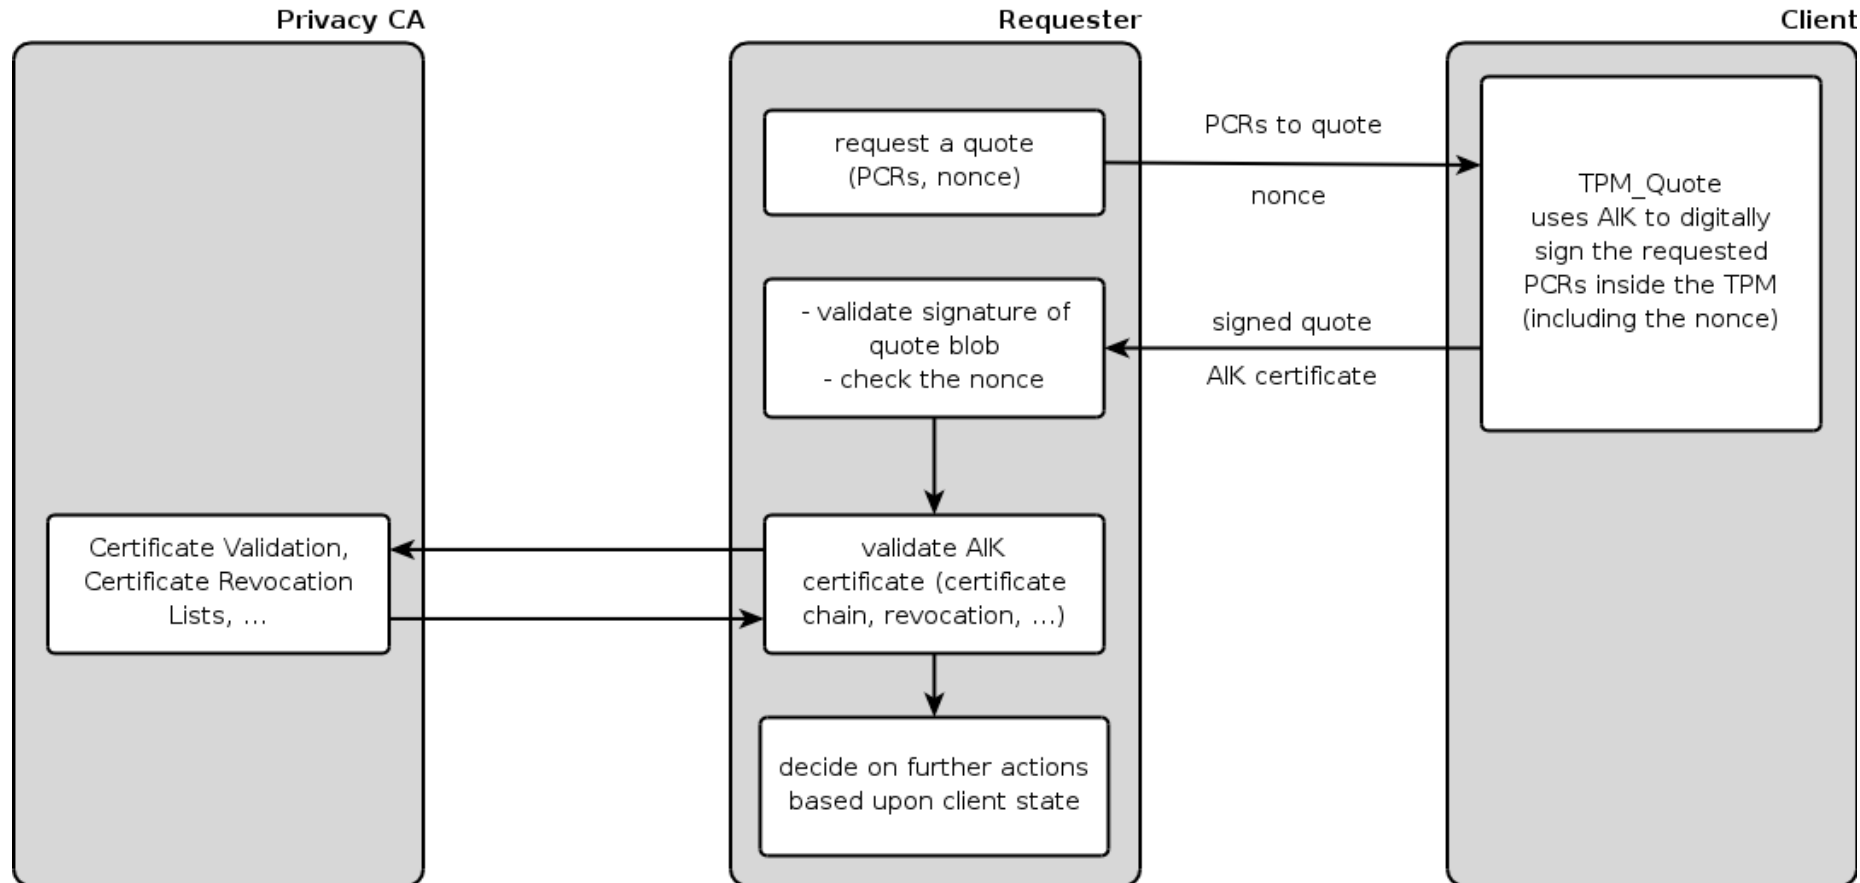 Privacy CA
Requester
Client
request a quote
(PCRs, nonce)
PCRs to quote
nonce
TPM_Quote
uses AIK to digitally
sign the requested
PCRs inside the TPM
(including the nonce)
- validate signature of
quote blob
- check the nonce
signed quote
AIK certificate
Certificate Validation,
Certificate Revocation
Lists, ...
validate AIK
certificate (certificate
chain, revocation, ...)
decide on further actions
based upon client state